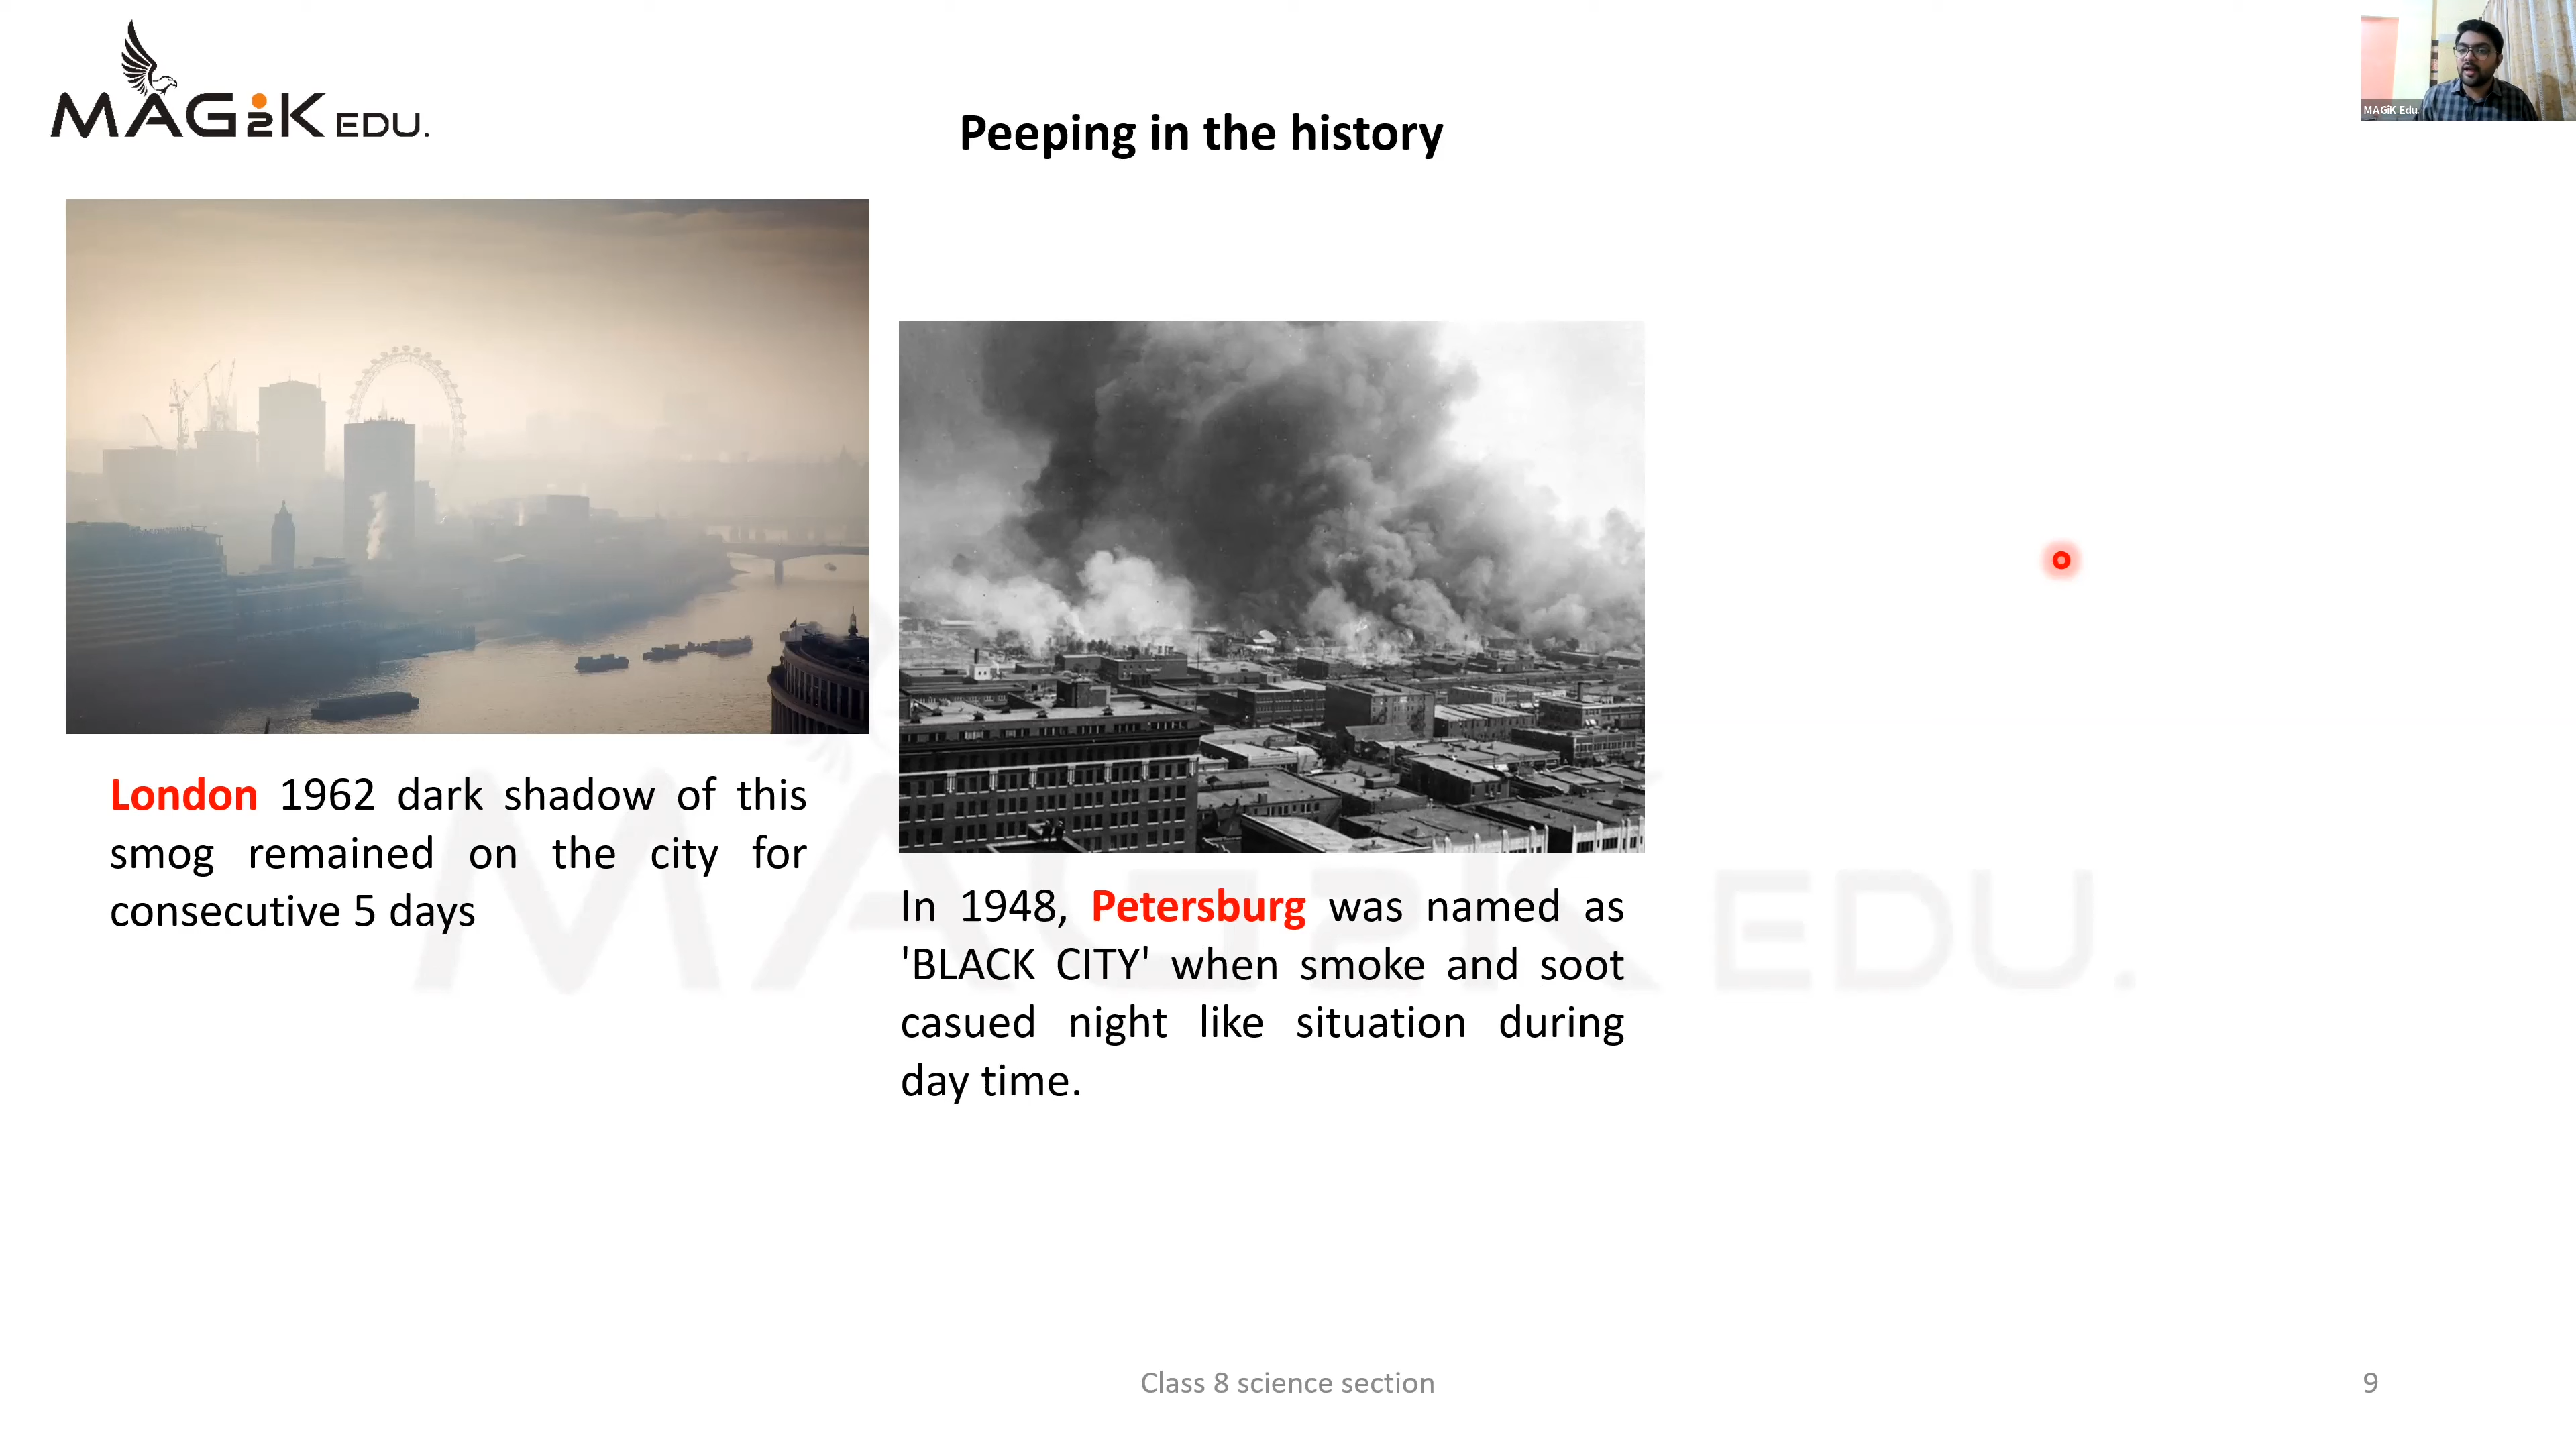 MAGiK EDU.
MAGiK Edu.
Peeping in the history
London 1962 dark shadow of this
smog remained on the city for
consecutive 5 days
In 1948, Petersburg was named as
'BLACK CITY' when smoke and soot
casued night like situation during
day time.
MAGiK EDU.
Class 8 science section
9